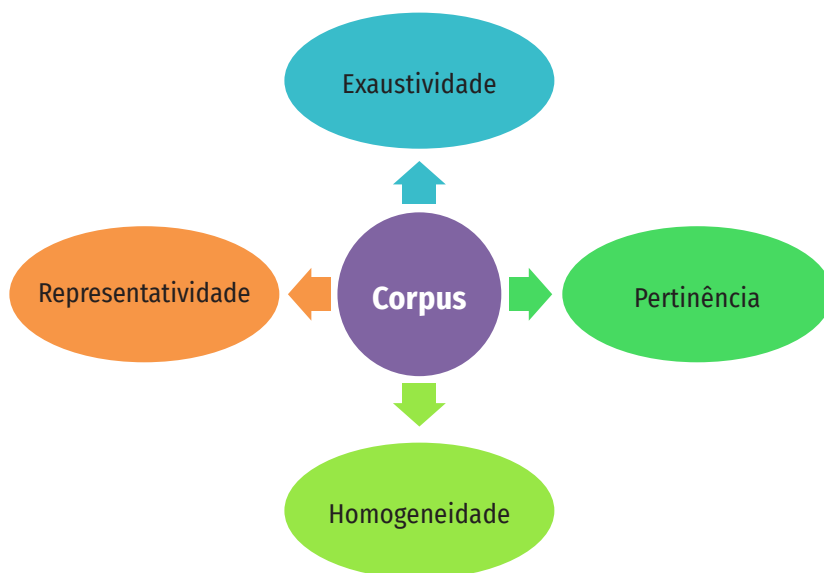 Exaustividade
Representatividade
Corpus
Pertinência
Homogeneidade